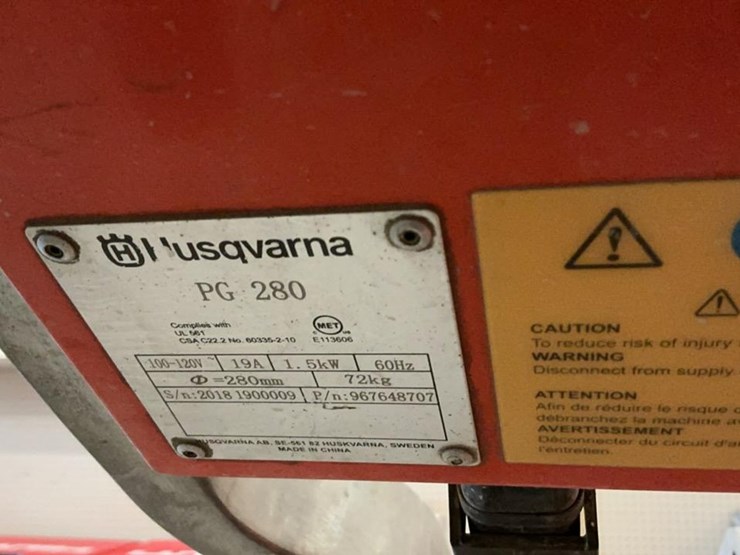 Husqvarna
PG 280
Complies with
UL 561
CSA C22.2 No. 60335-2-10
MET
US
E113606
100-120V ~ 19A 1.5kW 60Hz
Φ=280mm 72kg
S/n:2018 1900009 P/n:967648707
HUSQVARNA AB, SE-561 82 HUSKVARNA, SWEDEN
MADE IN CHINA
CAUTION
To reduce risk of injury
WARNING
Disconnect from supply
ATTENTION
Afin de réduire le risque
débranchez la machine
AVERTISSEMENT
Déconnecter du circuit
l'entretien.